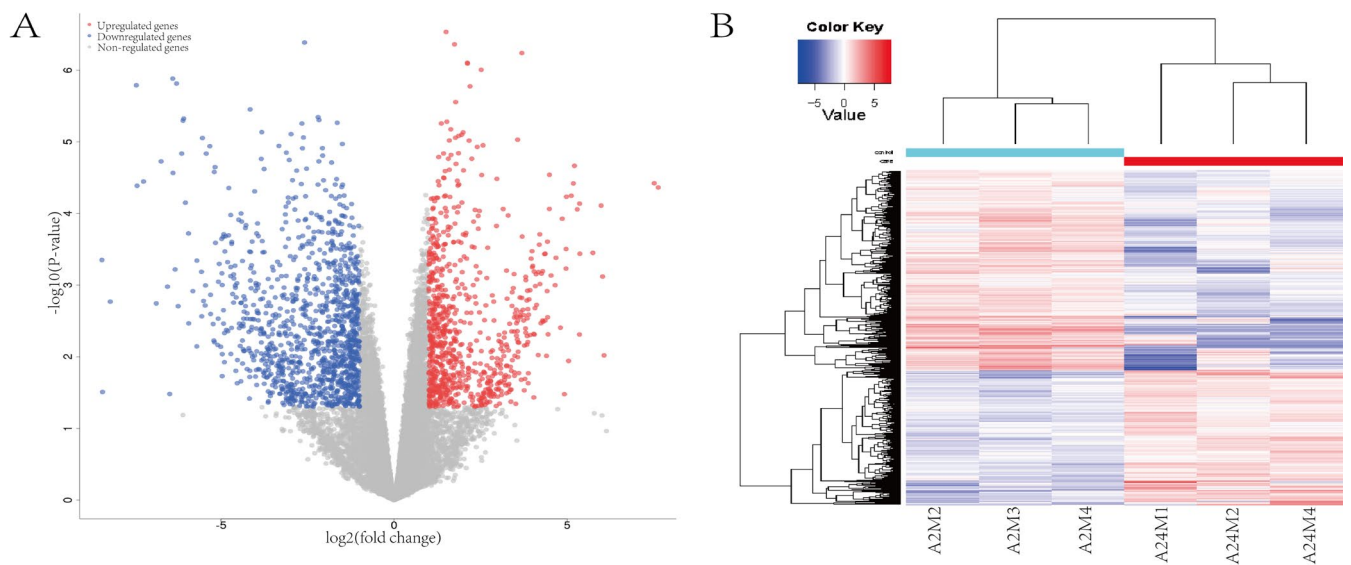 A
Upregulated genes
Downregulated genes
Non-regulated genes
-log10(P-value)
6
5
4
3
2
1
0
-5
0
5
log2(fold change)
B
Color Key
-5
0
5
Value
control
A2M2
A2M3
A2M4
A24M1
A24M2
A24M4